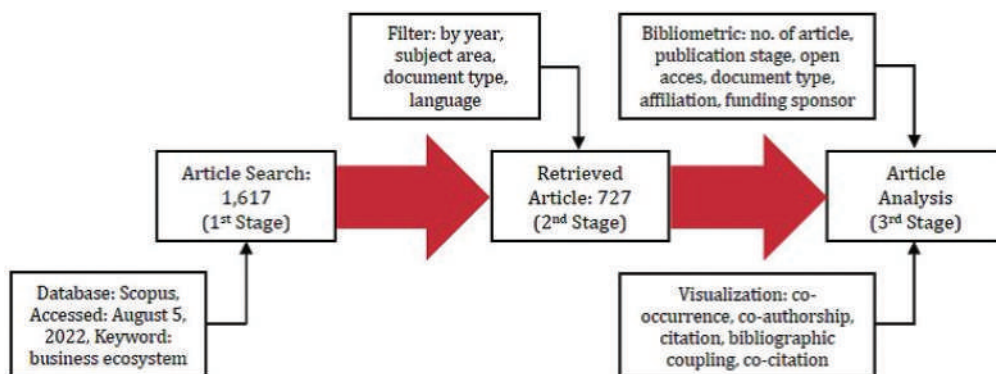 Filter: by year,
subject area,
document type,
language
Bibliometric: no. of article,
publication stage, open
acces, document type,
affiliation, funding sponsor
Article Search:
1,617
(1st Stage)
Retrieved
Article: 727
(2nd Stage)
Article
Analysis
(3rd Stage)
Database: Scopus,
Accessed: August 5,
2022, Keyword:
business ecosystem
Visualization: co-
occurrence, co-authorship,
citation, bibliographic
coupling, co-citation